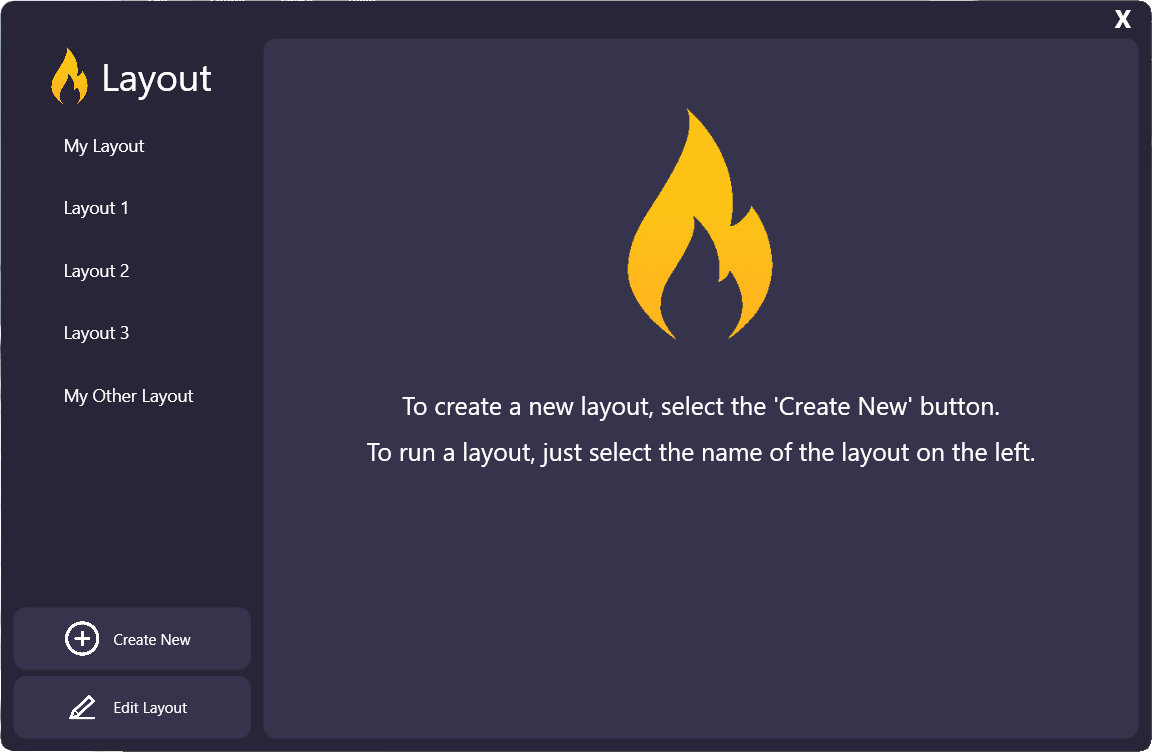 X
Layout
My Layout
Layout 1
Layout 2
Layout 3
My Other Layout
To create a new layout, select the 'Create New' button.
To run a layout, just select the name of the layout on the left.
Create New
Edit Layout